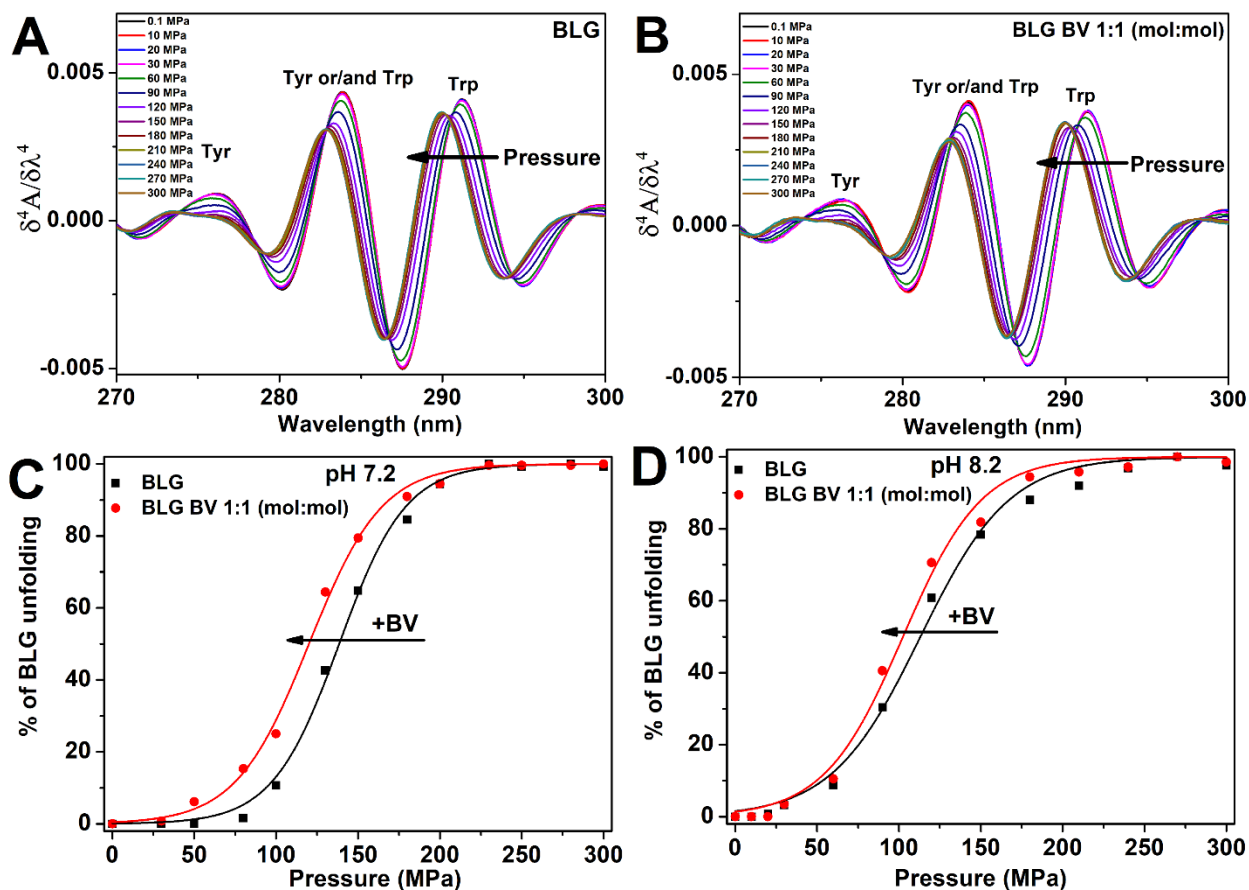 A
BLG
0.1 MPa
10 MPa
20 MPa
30 MPa
60 MPa
90 MPa
120 MPa
150 MPa
180 MPa
210 MPa
240 MPa
270 MPa
300 MPa
Tyr or/and Trp
Trp
Tyr
Pressure
0.005
0.000
-0.005
δ⁴A/δλ⁴
270 280 290 300
Wavelength (nm)
B
BLG BV 1:1 (mol:mol)
0.1 MPa
10 MPa
20 MPa
30 MPa
60 MPa
90 MPa
120 MPa
150 MPa
180 MPa
210 MPa
240 MPa
270 MPa
300 MPa
Tyr or/and Trp
Trp
Tyr
Pressure
0.005
0.000
-0.005
δ⁴A/δλ⁴
270 280 290 300
Wavelength (nm)
C
BLG
BLG BV 1:1 (mol:mol)
pH 7.2
+BV
100
80
60
40
20
0
% of BLG unfolding
0 50 100 150 200 250 300
Pressure (MPa)
D
BLG
BLG BV 1:1 (mol:mol)
pH 8.2
+BV
100
80
60
40
20
0
% of BLG unfolding
0 50 100 150 200 250 300
Pressure (MPa)